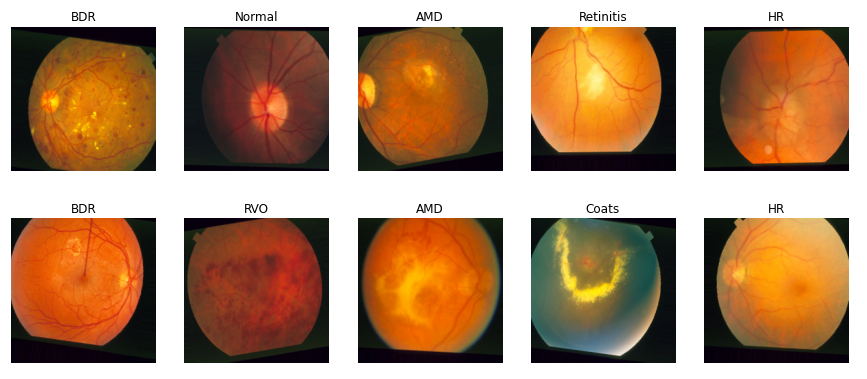 BDR Normal AMD Retinitis HR
BDR RVO AMD Coats HR